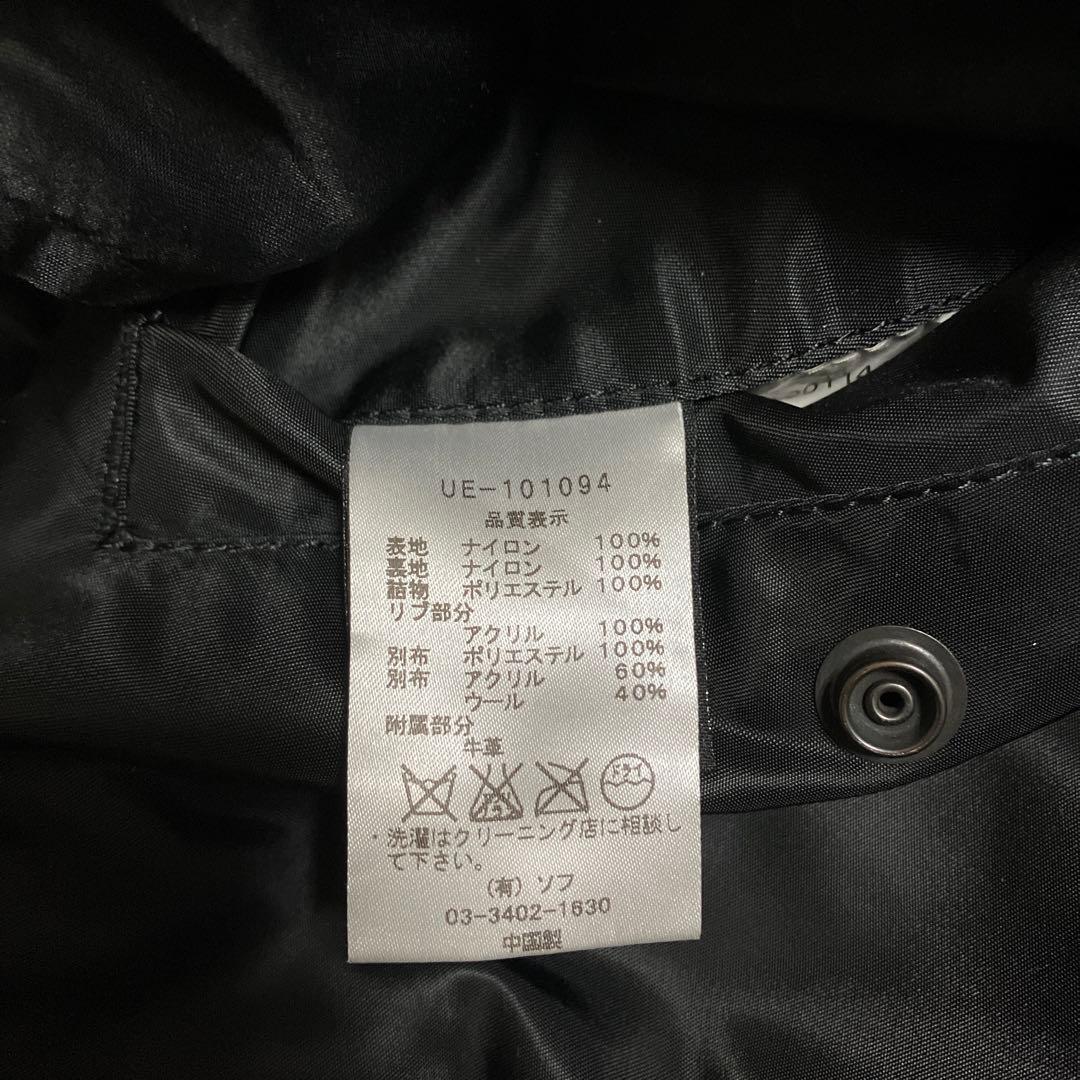 UE-101094
品質表示
表地 ナイロン 100%
裏地 ナイロン 100%
詰物 ポリエステル 100%
リブ部分
アクリル 100%
別布 ポリエステル 100%
別布 アクリル 60%
ウール 40%
附属部分
牛革
ドライ
・洗濯はクリーニング店に相談し
て下さい。
(有) ソフ
03-3402-1630
中国製